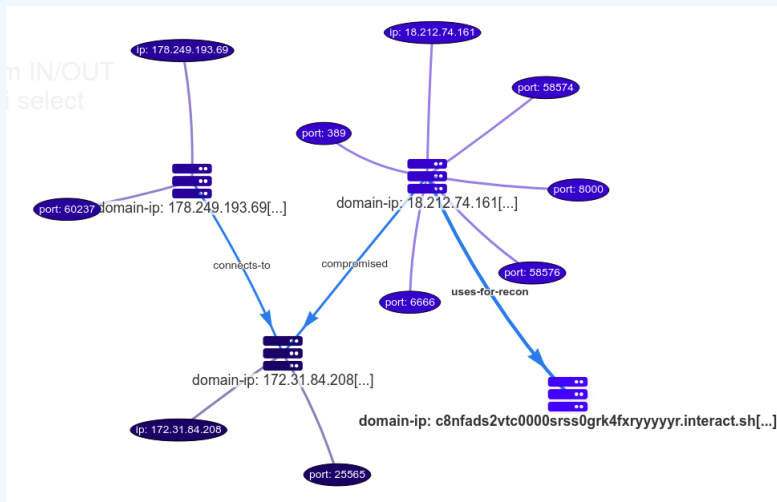 ip: 178.249.193.69
ip: 18.212.74.161
m IN/OUT
i select
port: 58574
port: 389
port: 8000
port: 60237
domain-ip: 178.249.193.69[...]
domain-ip: 18.212.74.161[...]
connects-to
compromised
port: 58576
uses-for-recon
port: 6666
domain-ip: 172.31.84.208[...]
domain-ip: c8nfads2vtc0000srss0grk4fxryyyyyr.interact.sh[...]
ip: 172.31.84.208
port: 25565